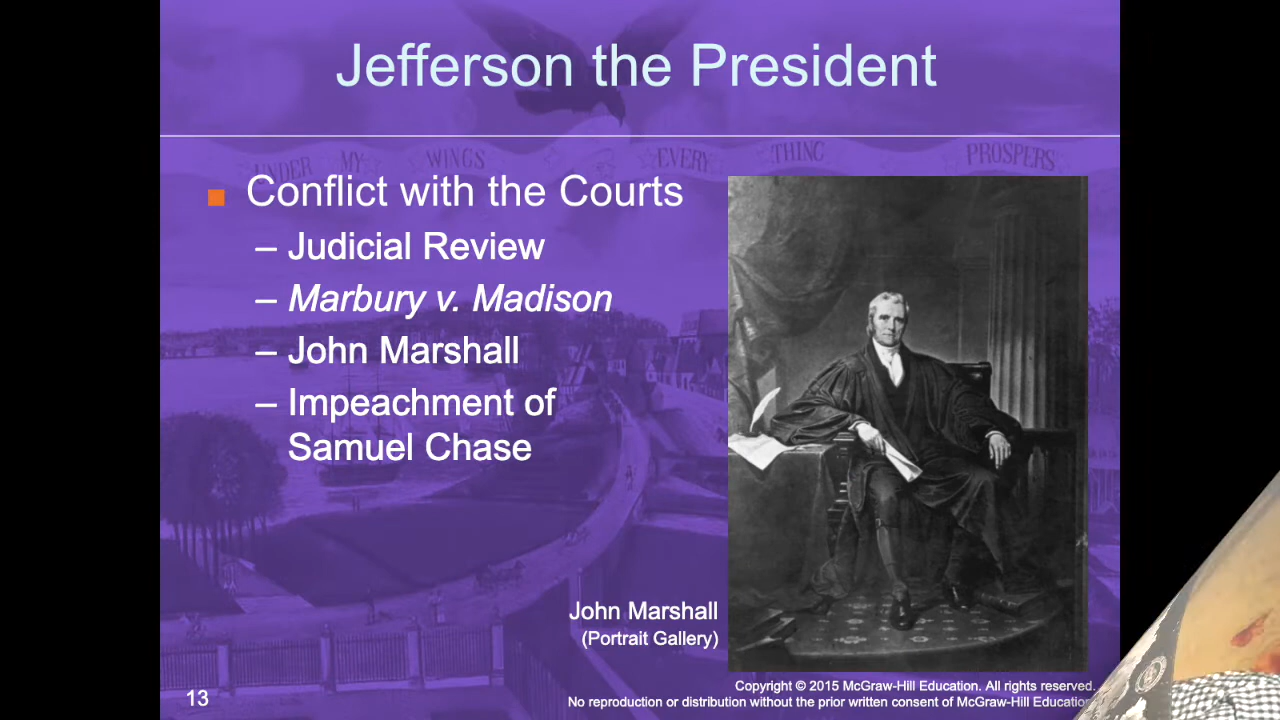 Jefferson the President
UNDER MY WINGS EVERY THING PROSPERS
Conflict with the Courts
– Judicial Review
– Marbury v. Madison
– John Marshall
– Impeachment of
Samuel Chase
John Marshall
(Portrait Gallery)
13
Copyright © 2015 McGraw-Hill Education. All rights reserved.
No reproduction or distribution without the prior written consent of McGraw-Hill Education